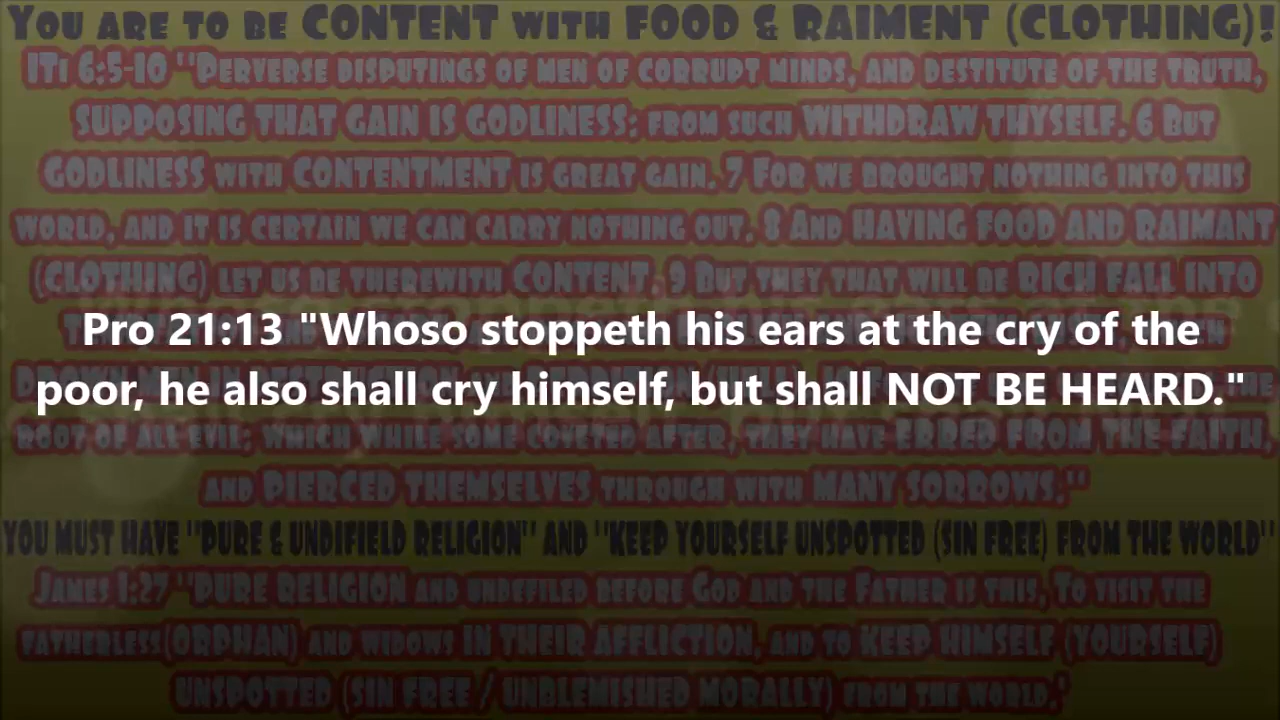 You are to be CONTENT with FOOD & RAIMENT (CLOTHING)!
1Ti 6:5-10 "Perverse disputings of men of corrupt minds, and destitute of the truth,
SUPPOSING THAT GAIN IS GODLINESS: from such WITHDRAW THYSELF. 6 But
GODLINESS with CONTENTMENT is great gain. 7 For we brought nothing into this
world, and it is certain we can carry nothing out. 8 And HAVING FOOD AND RAIMANT
(CLOTHING) let us be therewith CONTENT. 9 But they that will be RICH FALL INTO
Pro 21:13 "Whoso stoppeth his ears at the cry of the
poor, he also shall cry himself, but shall NOT BE HEARD."
root of all evil: which while some coveted after, they have ERRED FROM THE FAITH,
and PIERCED THEMSELVES through with MANY SORROWS."
YOU MUST HAVE "PURE & UNDIFIELD RELIGION" AND "KEEP YOURSELF UNSPOTTED (SIN FREE) FROM THE WORLD"
James 1:27 "PURE RELIGION and undefiled before God and the Father is this, To visit the
fatherless(ORPHAN) and widows IN THEIR AFFLICTION, and to KEEP HIMSELF (YOURSELF)
UNSPOTTED (SIN FREE / UNBLEMISHED MORALLY) from the world."